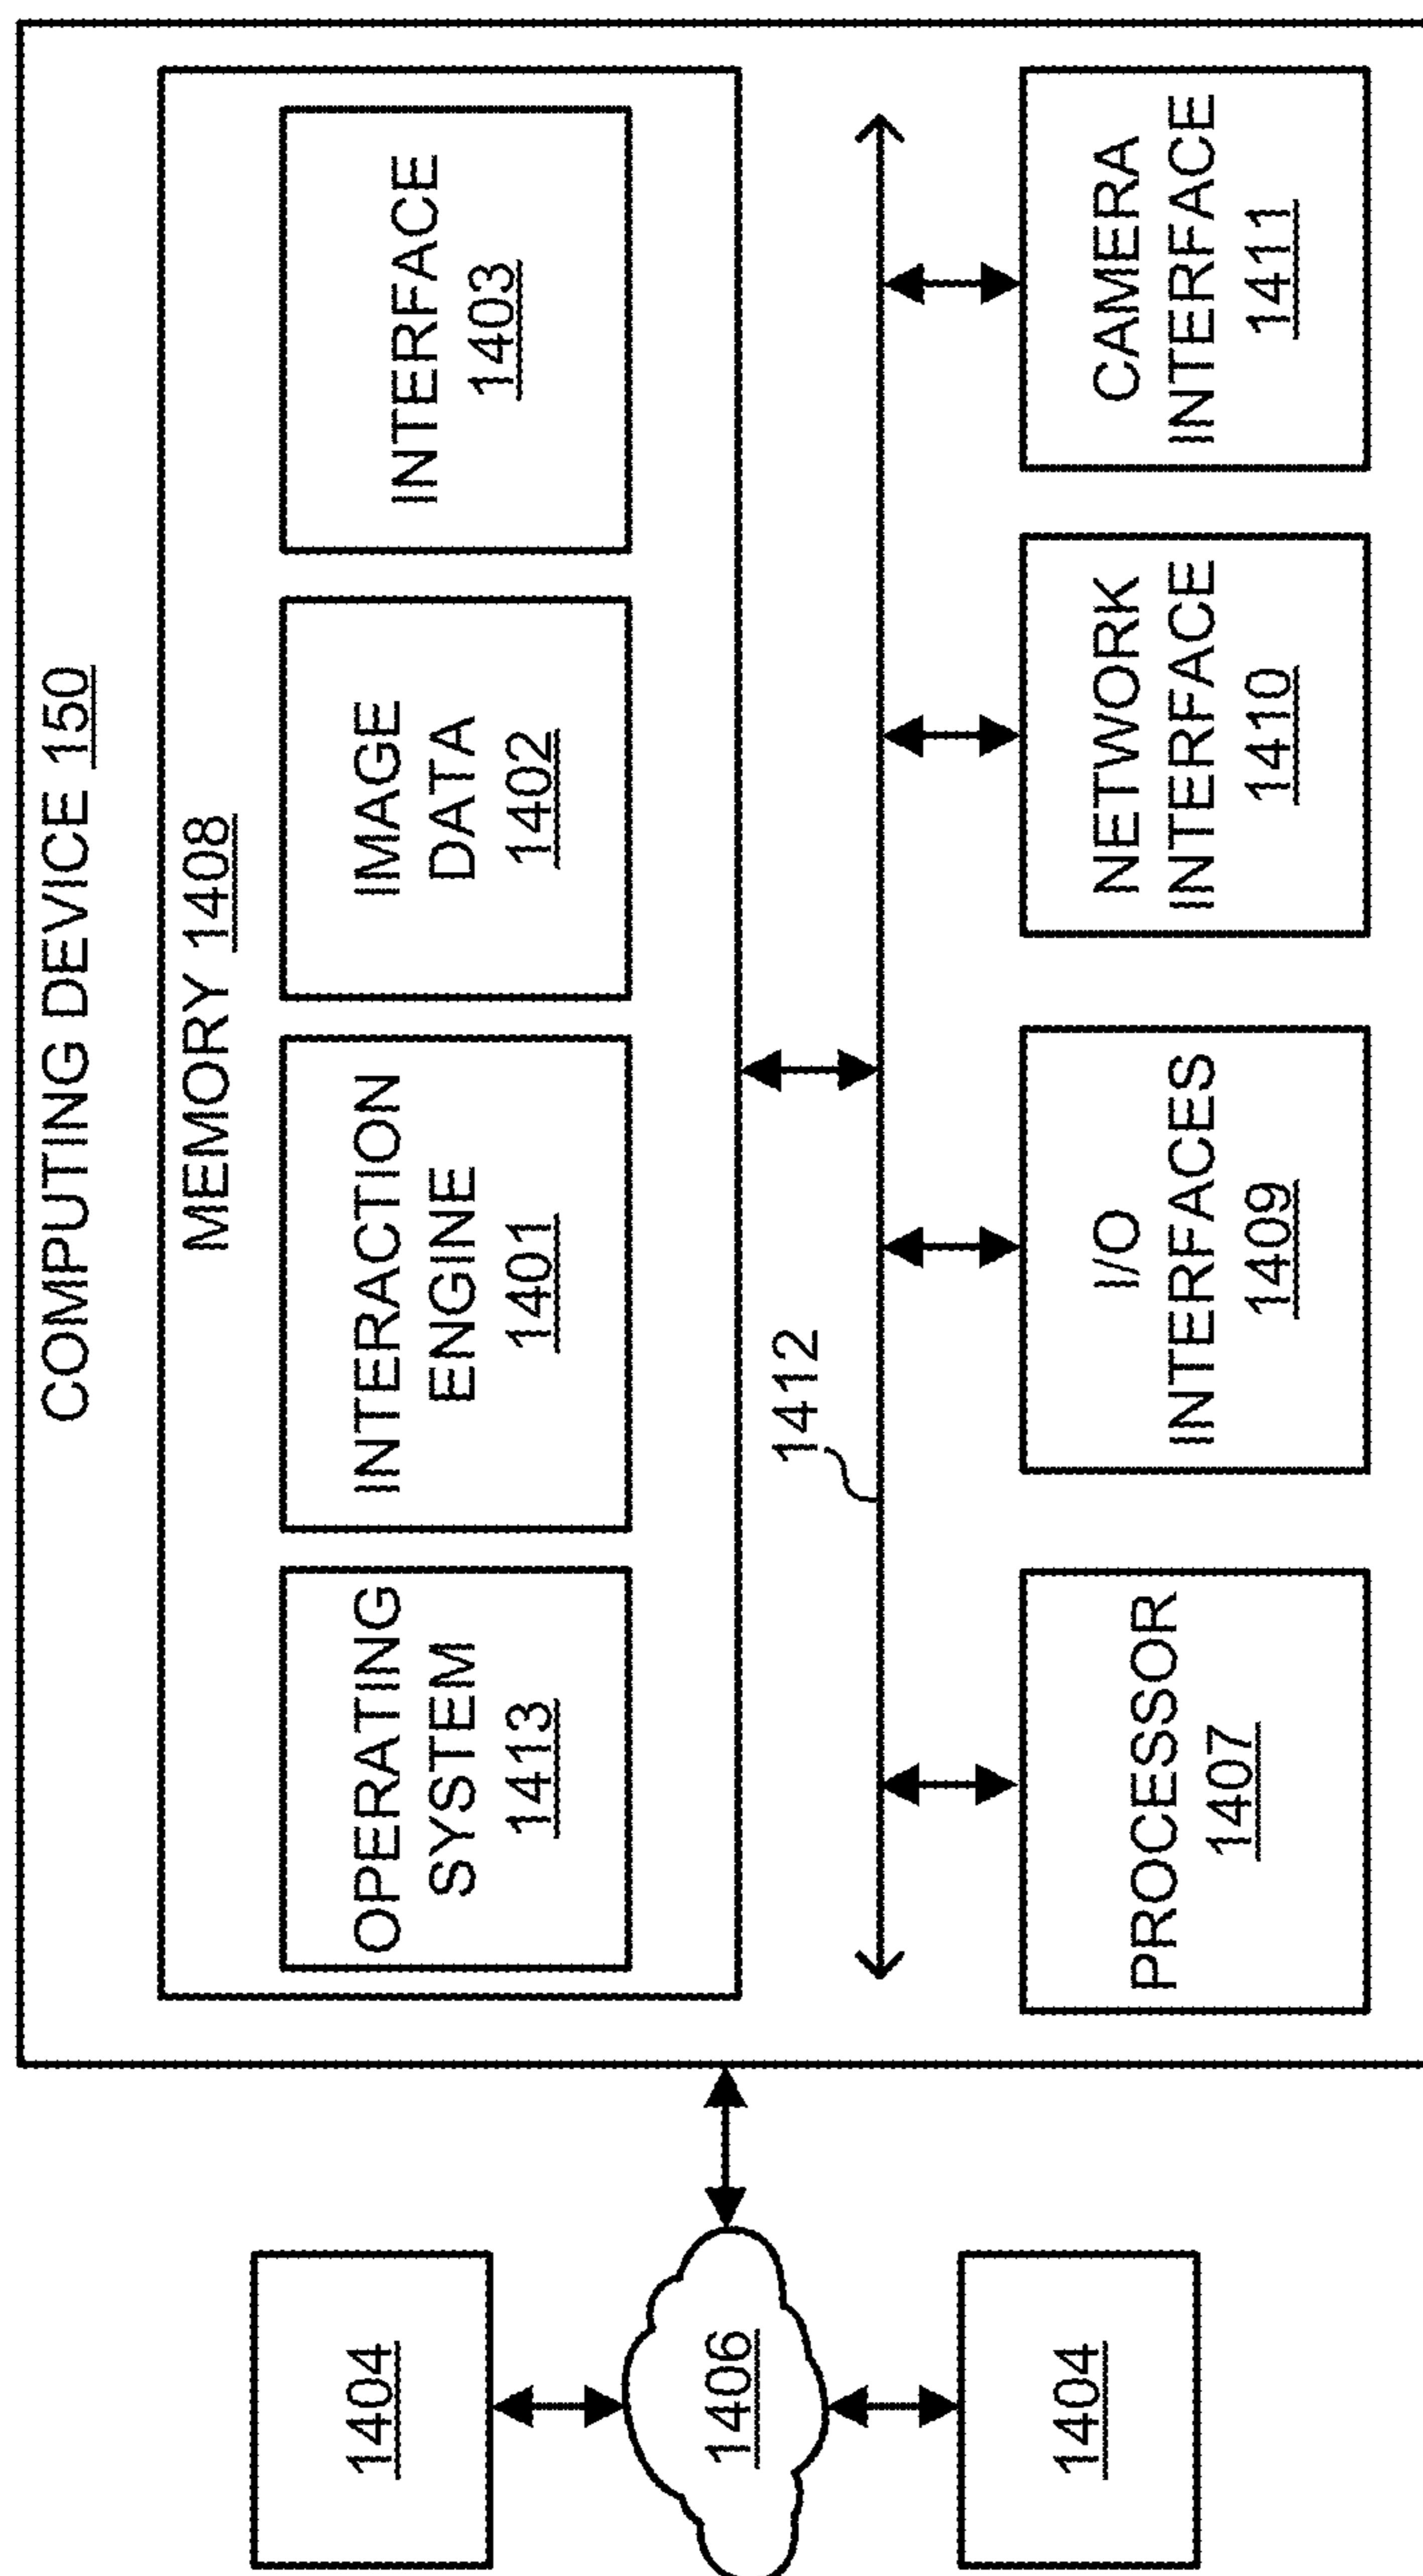 COMPUTING DEVICE 150
MEMORY 1408
OPERATING
SYSTEM
1413
INTERACTION
ENGINE
1401
IMAGE
DATA
1402
INTERFACE
1403
1412
PROCESSOR
1407
I/O
INTERFACES
1409
NETWORK
INTERFACE
1410
CAMERA
INTERFACE
1411
1404
1406
1404